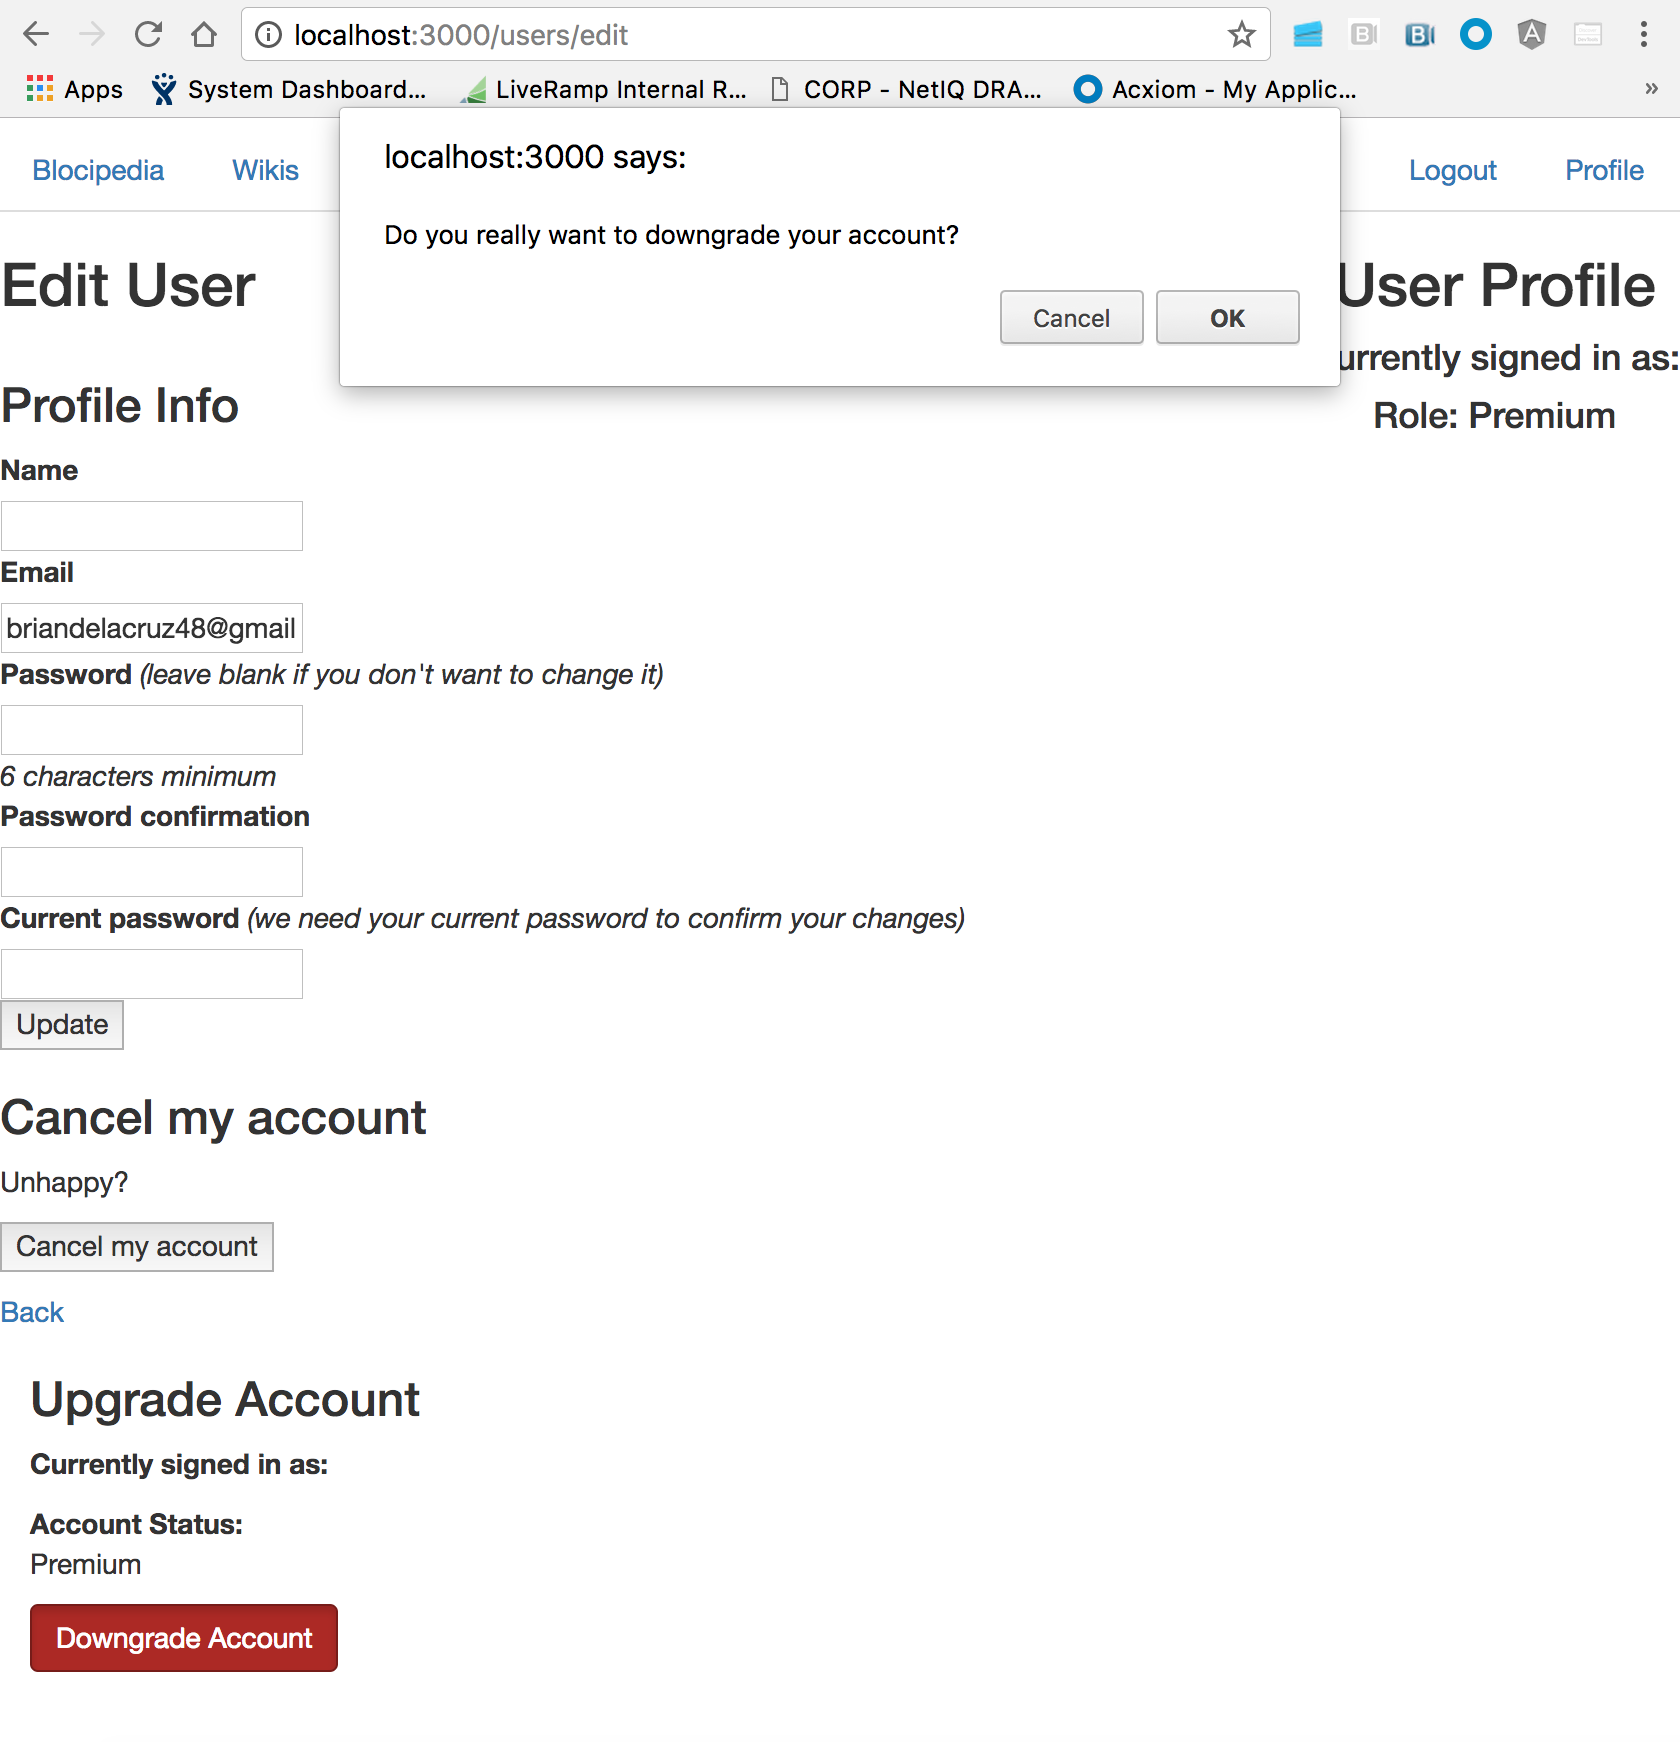 localhost:3000/users/edit
Apps System Dashboard... LiveRamp Internal R... CORP - NetIQ DRA... Acxiom - My Applic... »
localhost:3000 says:
Do you really want to downgrade your account?
Cancel OK
Blocipedia Wikis Logout Profile
Edit User
User Profile
urrently signed in as:
Role: Premium
Profile Info
Name
Email
briandelacruz48@gmail
Password (leave blank if you don't want to change it)
6 characters minimum
Password confirmation
Current password (we need your current password to confirm your changes)
Update
Cancel my account
Unhappy?
Cancel my account
Back
Upgrade Account
Currently signed in as:
Account Status:
Premium
Downgrade Account